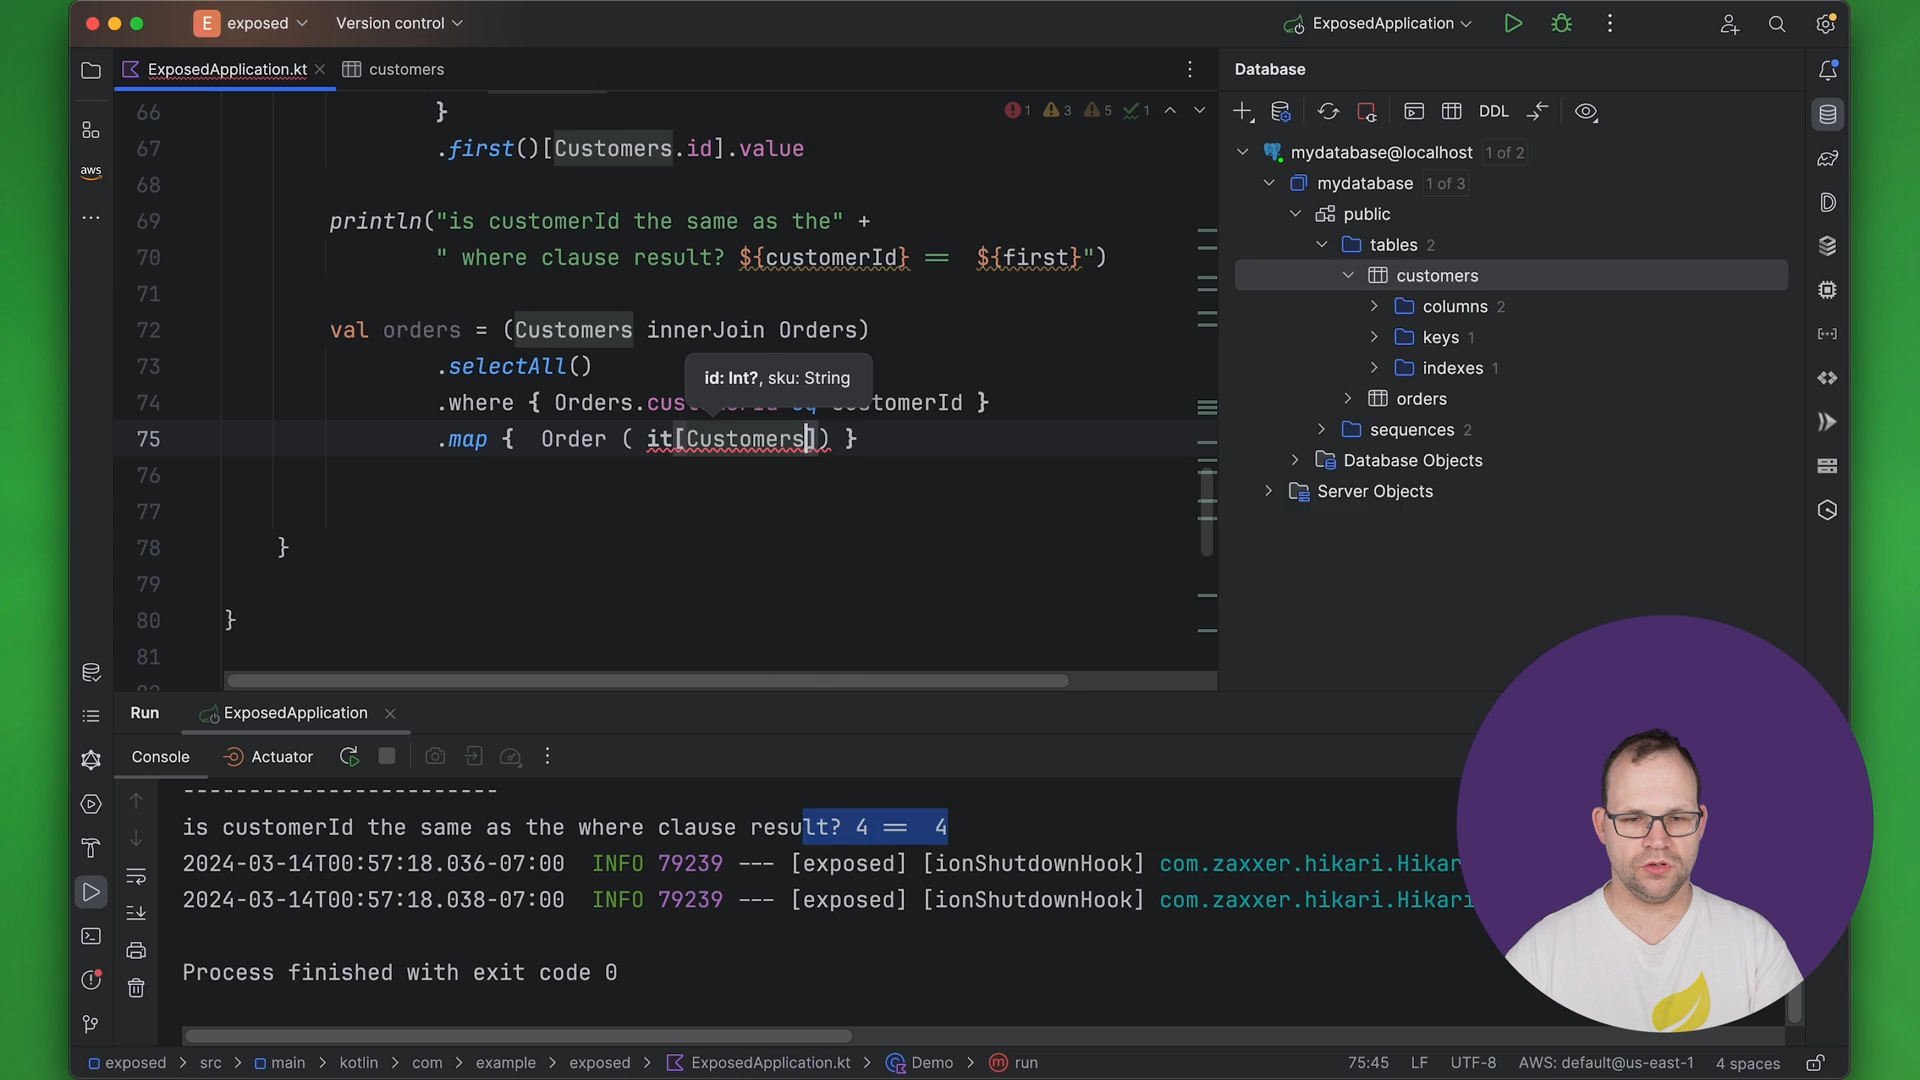 E exposed
Version control
ExposedApplication
ExposedApplication.kt
customers
Database
1 3 5 1
DDL
66 }
67 .first()[Customers.id].value
68
69 println("is customerId the same as the" +
70 " where clause result? ${customerId} == ${first}")
71
72 val orders = (Customers innerJoin Orders)
73 .selectAll()
id: Int?, sku: String
74 .where { Orders.cus eq customerId }
75 .map { Order ( it[Customers]) }
76
77
78 }
79
80 }
81
mydatabase@localhost 1 of 2
mydatabase 1 of 3
public
tables 2
customers
columns 2
keys 1
indexes 1
orders
sequences 2
Database Objects
Server Objects
aws
Run
ExposedApplication
Console
Actuator
------------------------
is customerId the same as the where clause result? 4 == 4
2024-03-14T00:57:18.036-07:00 INFO 79239 --- [exposed] [ionShutdownHook] com.zaxxer.hikari.Hikar
2024-03-14T00:57:18.038-07:00 INFO 79239 --- [exposed] [ionShutdownHook] com.zaxxer.hikari.Hikari
Process finished with exit code 0
exposed > src > main > kotlin > com > example > exposed > ExposedApplication.kt > Demo > run
75:45 LF UTF-8 AWS: default@us-east-1 4 spaces